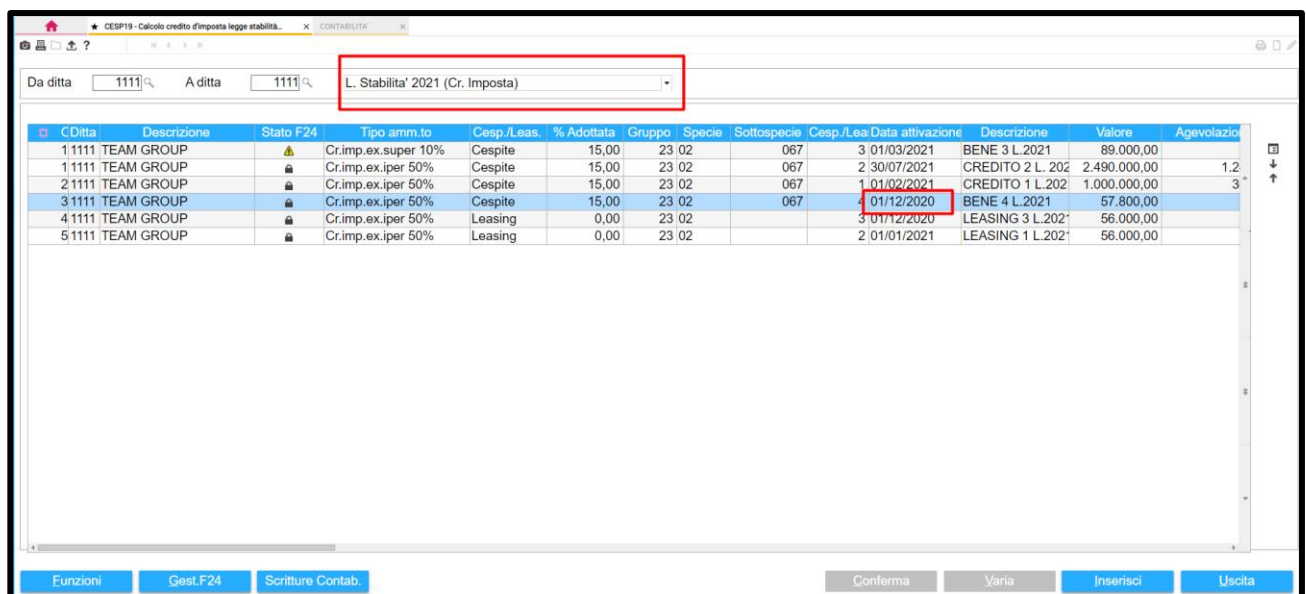 ★ CESP19 - Calcolo credito d'imposta legge stabilità... × CONTABILITA' ×
?
Da ditta 1111 A ditta 1111 L. Stabilita' 2021 (Cr. Imposta)
C Ditta Descrizione Stato F24 Tipo amm.to Cesp./Leas. % Adottata Gruppo Specie Sottospecie Cesp./Lea Data attivazione Descrizione Valore Agevolazion
1 1111 TEAM GROUP Cr.imp.ex.super 10% Cespite 15,00 23 02 067 3 01/03/2021 BENE 3 L.2021 89.000,00
1 1111 TEAM GROUP Cr.imp.ex.iper 50% Cespite 15,00 23 02 067 2 30/07/2021 CREDITO 2 L. 202 2.490.000,00 1.2
2 1111 TEAM GROUP Cr.imp.ex.iper 50% Cespite 15,00 23 02 067 1 01/02/2021 CREDITO 1 L.202 1.000.000,00 3
3 1111 TEAM GROUP Cr.imp.ex.iper 50% Cespite 15,00 23 02 067 4 01/12/2020 BENE 4 L.2021 57.800,00
4 1111 TEAM GROUP Cr.imp.ex.iper 50% Leasing 0,00 23 02 3 01/12/2020 LEASING 3 L.202 56.000,00
5 1111 TEAM GROUP Cr.imp.ex.iper 50% Leasing 0,00 23 02 2 01/01/2021 LEASING 1 L.202 56.000,00
Funzioni Gest.F24 Scritture Contab. Conferma Varia Inserisci Uscita